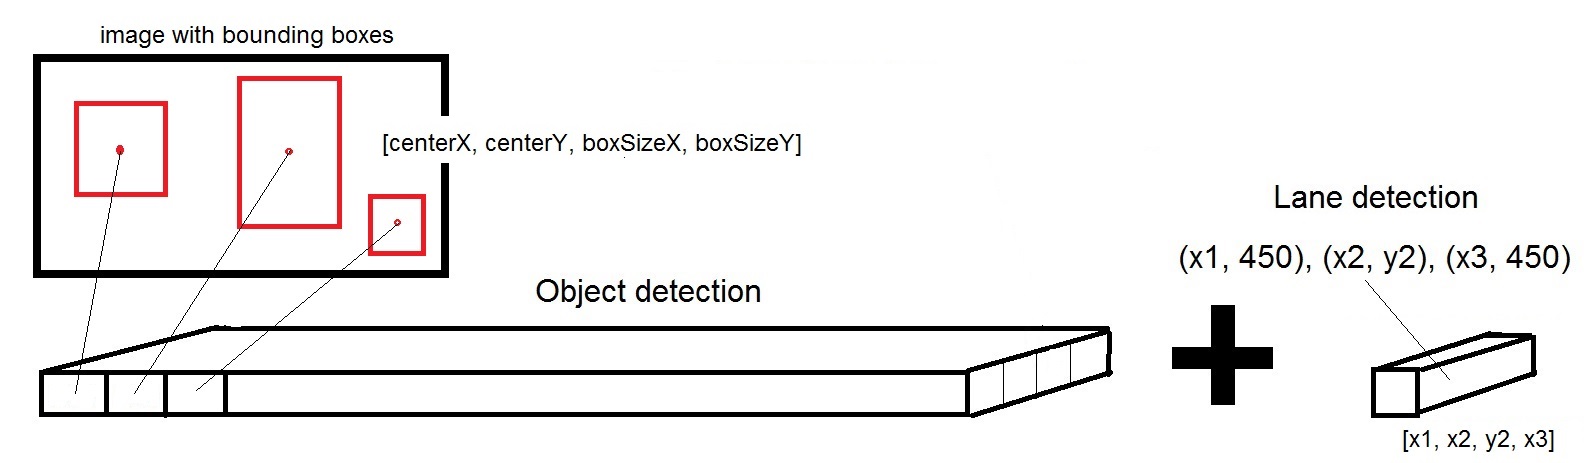 image with bounding boxes
[centerX, centerY, boxSizeX, boxSizeY]
Object detection
Lane detection
(x1, 450), (x2, y2), (x3, 450)
[x1, x2, y2, x3]